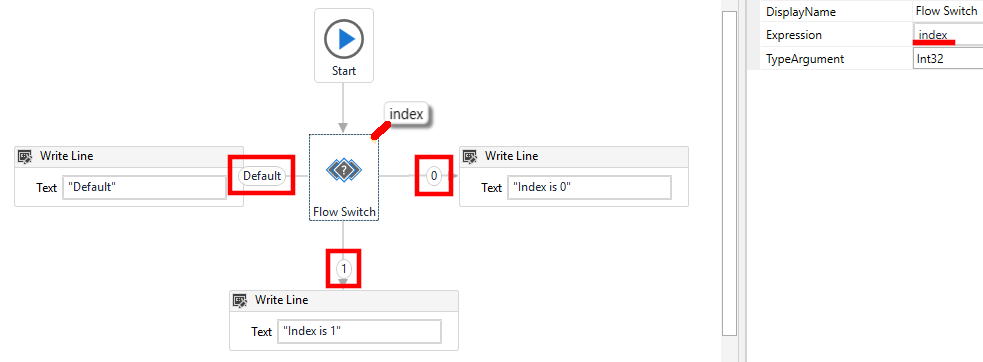 Start
index
Write Line
Text "Default"
Default
Flow Switch
0
Write Line
Text "Index is 0"
1
Write Line
Text "Index is 1"
DisplayName Flow Switch
Expression index
TypeArgument Int32